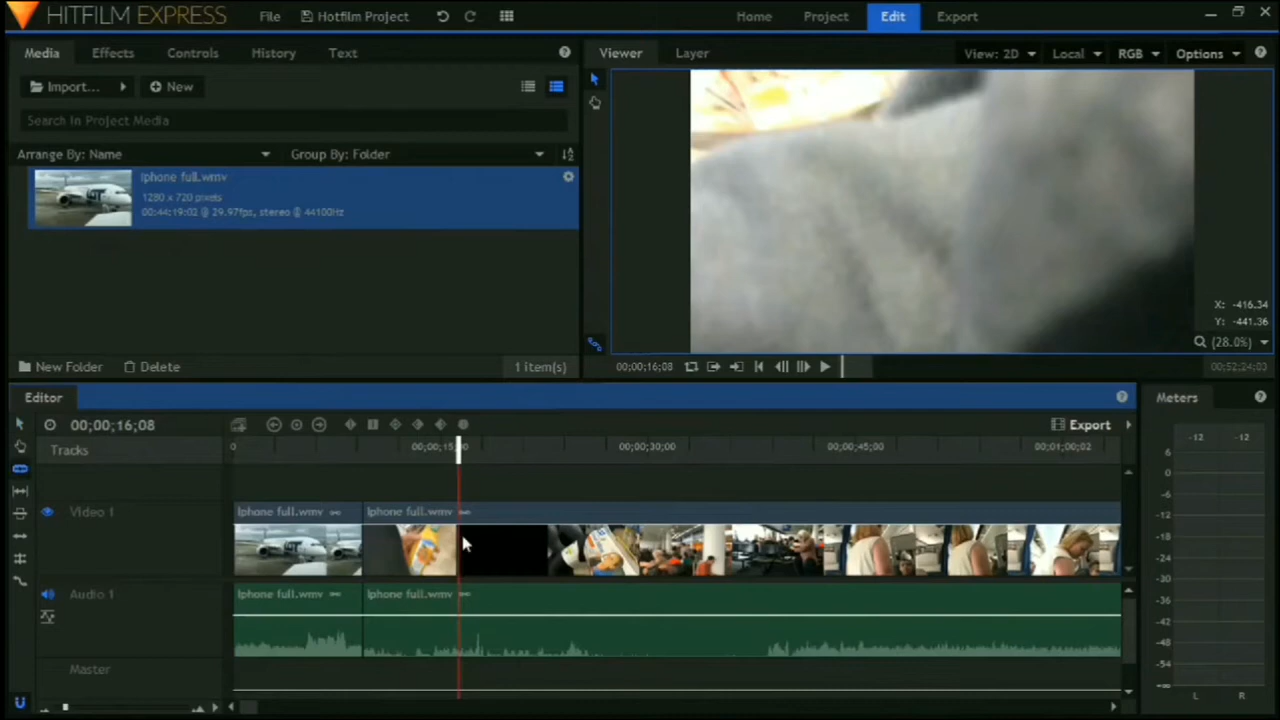 HITFILM EXPRESS File Hotfilm Project Home Project Edit Export
Media Effects Controls History Text
Viewer Layer View: 2D Local RGB Options
Import... New
Search In Project Media
Arrange By: Name Group By: Folder
Iphone full.wmv
1280 x 720 pixels
00:44:19:02 @ 29.97fps, stereo @ 44100Hz
X: -416.34
Y: -441.36
(28.0%)
New Folder Delete 1 item(s)
00;00;16;08 00;52;24;03
Editor
Meters
00;00;16;08
Export
Tracks
0 00;00;15;00 00;00;30;00 00;00;45;00 00;01;00;02
Video 1
Iphone full.wmv Iphone full.wmv
Audio 1
Iphone full.wmv Iphone full.wmv
Master
-12 -12
6
0
-6
-12
-18
-24
-30
-36
-42
-48
-54
-∞
L R